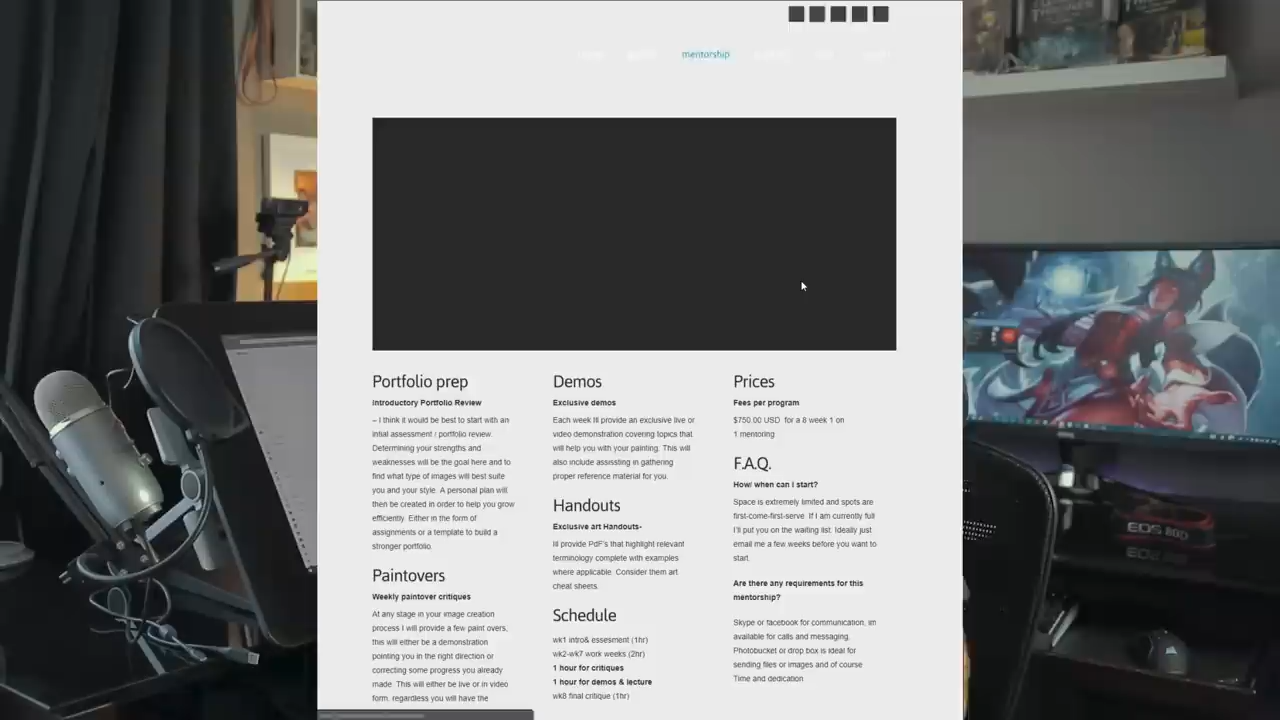 mentorship
Portfolio prep
Introductory Portfolio Review
– I think it would be best to start with an
intial assessment / portfolio review.
Determining your strengths and
weaknesses will be the goal here and to
find what type of images will best suite
you and your style. A personal plan will
then be created in order to help you grow
efficiently. Either in the form of
assignments or a template to build a
stronger portfolio.
Paintovers
Weekly paintover critiques
At any stage in your image creation
process I will provide a few paint overs,
this will either be a demonstration
pointing you in the right direction or
correcting some progress you already
made. This will either be live or in video
form, regardless you will have the
Demos
Exclusive demos
Each week Ill provide an exclusive live or
video demonstration covering topics that
will help you with your painting. This will
also include assissting in gathering
proper reference material for you.
Handouts
Exclusive art Handouts-
Ill provide PdF's that highlight relevant
terminology complete with examples
where applicable. Consider them art
cheat sheets.
Schedule
wk1 intro& essesment (1hr)
wk2-wk7 work weeks (2hr)
1 hour for critiques
1 hour for demos & lecture
wk8 final critique (1hr)
Prices
Fees per program
$750.00 USD for a 8 week 1 on
1 mentoring
F.A.Q.
How/ when can I start?
Space is extremely limited and spots are
first-come-first-serve. If I am currently full
I'll put you on the waiting list. Ideally just
email me a few weeks before you want to
start.
Are there any requirements for this
mentorship?
Skype or facebook for communication, im
available for calls and messaging.
Photobucket or drop box is ideal for
sending files or images and of course
Time and dedication.
EOS 80D